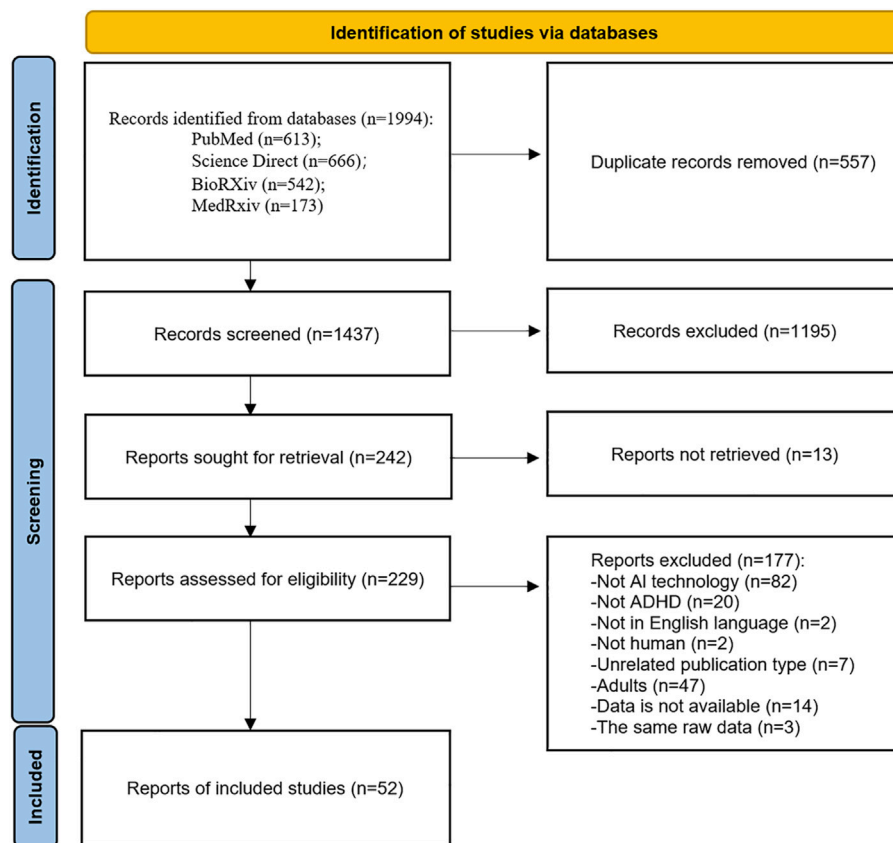 Identification of studies via databases
Identification
Records identified from databases (n=1994):
PubMed (n=613);
Science Direct (n=666);
BioRXiv (n=542);
MedRxiv (n=173)
Duplicate records removed (n=557)
Screening
Records screened (n=1437)
Records excluded (n=1195)
Reports sought for retrieval (n=242)
Reports not retrieved (n=13)
Reports assessed for eligibility (n=229)
Reports excluded (n=177):
-Not AI technology (n=82)
-Not ADHD (n=20)
-Not in English language (n=2)
-Not human (n=2)
-Unrelated publication type (n=7)
-Adults (n=47)
-Data is not available (n=14)
-The same raw data (n=3)
Included
Reports of included studies (n=52)